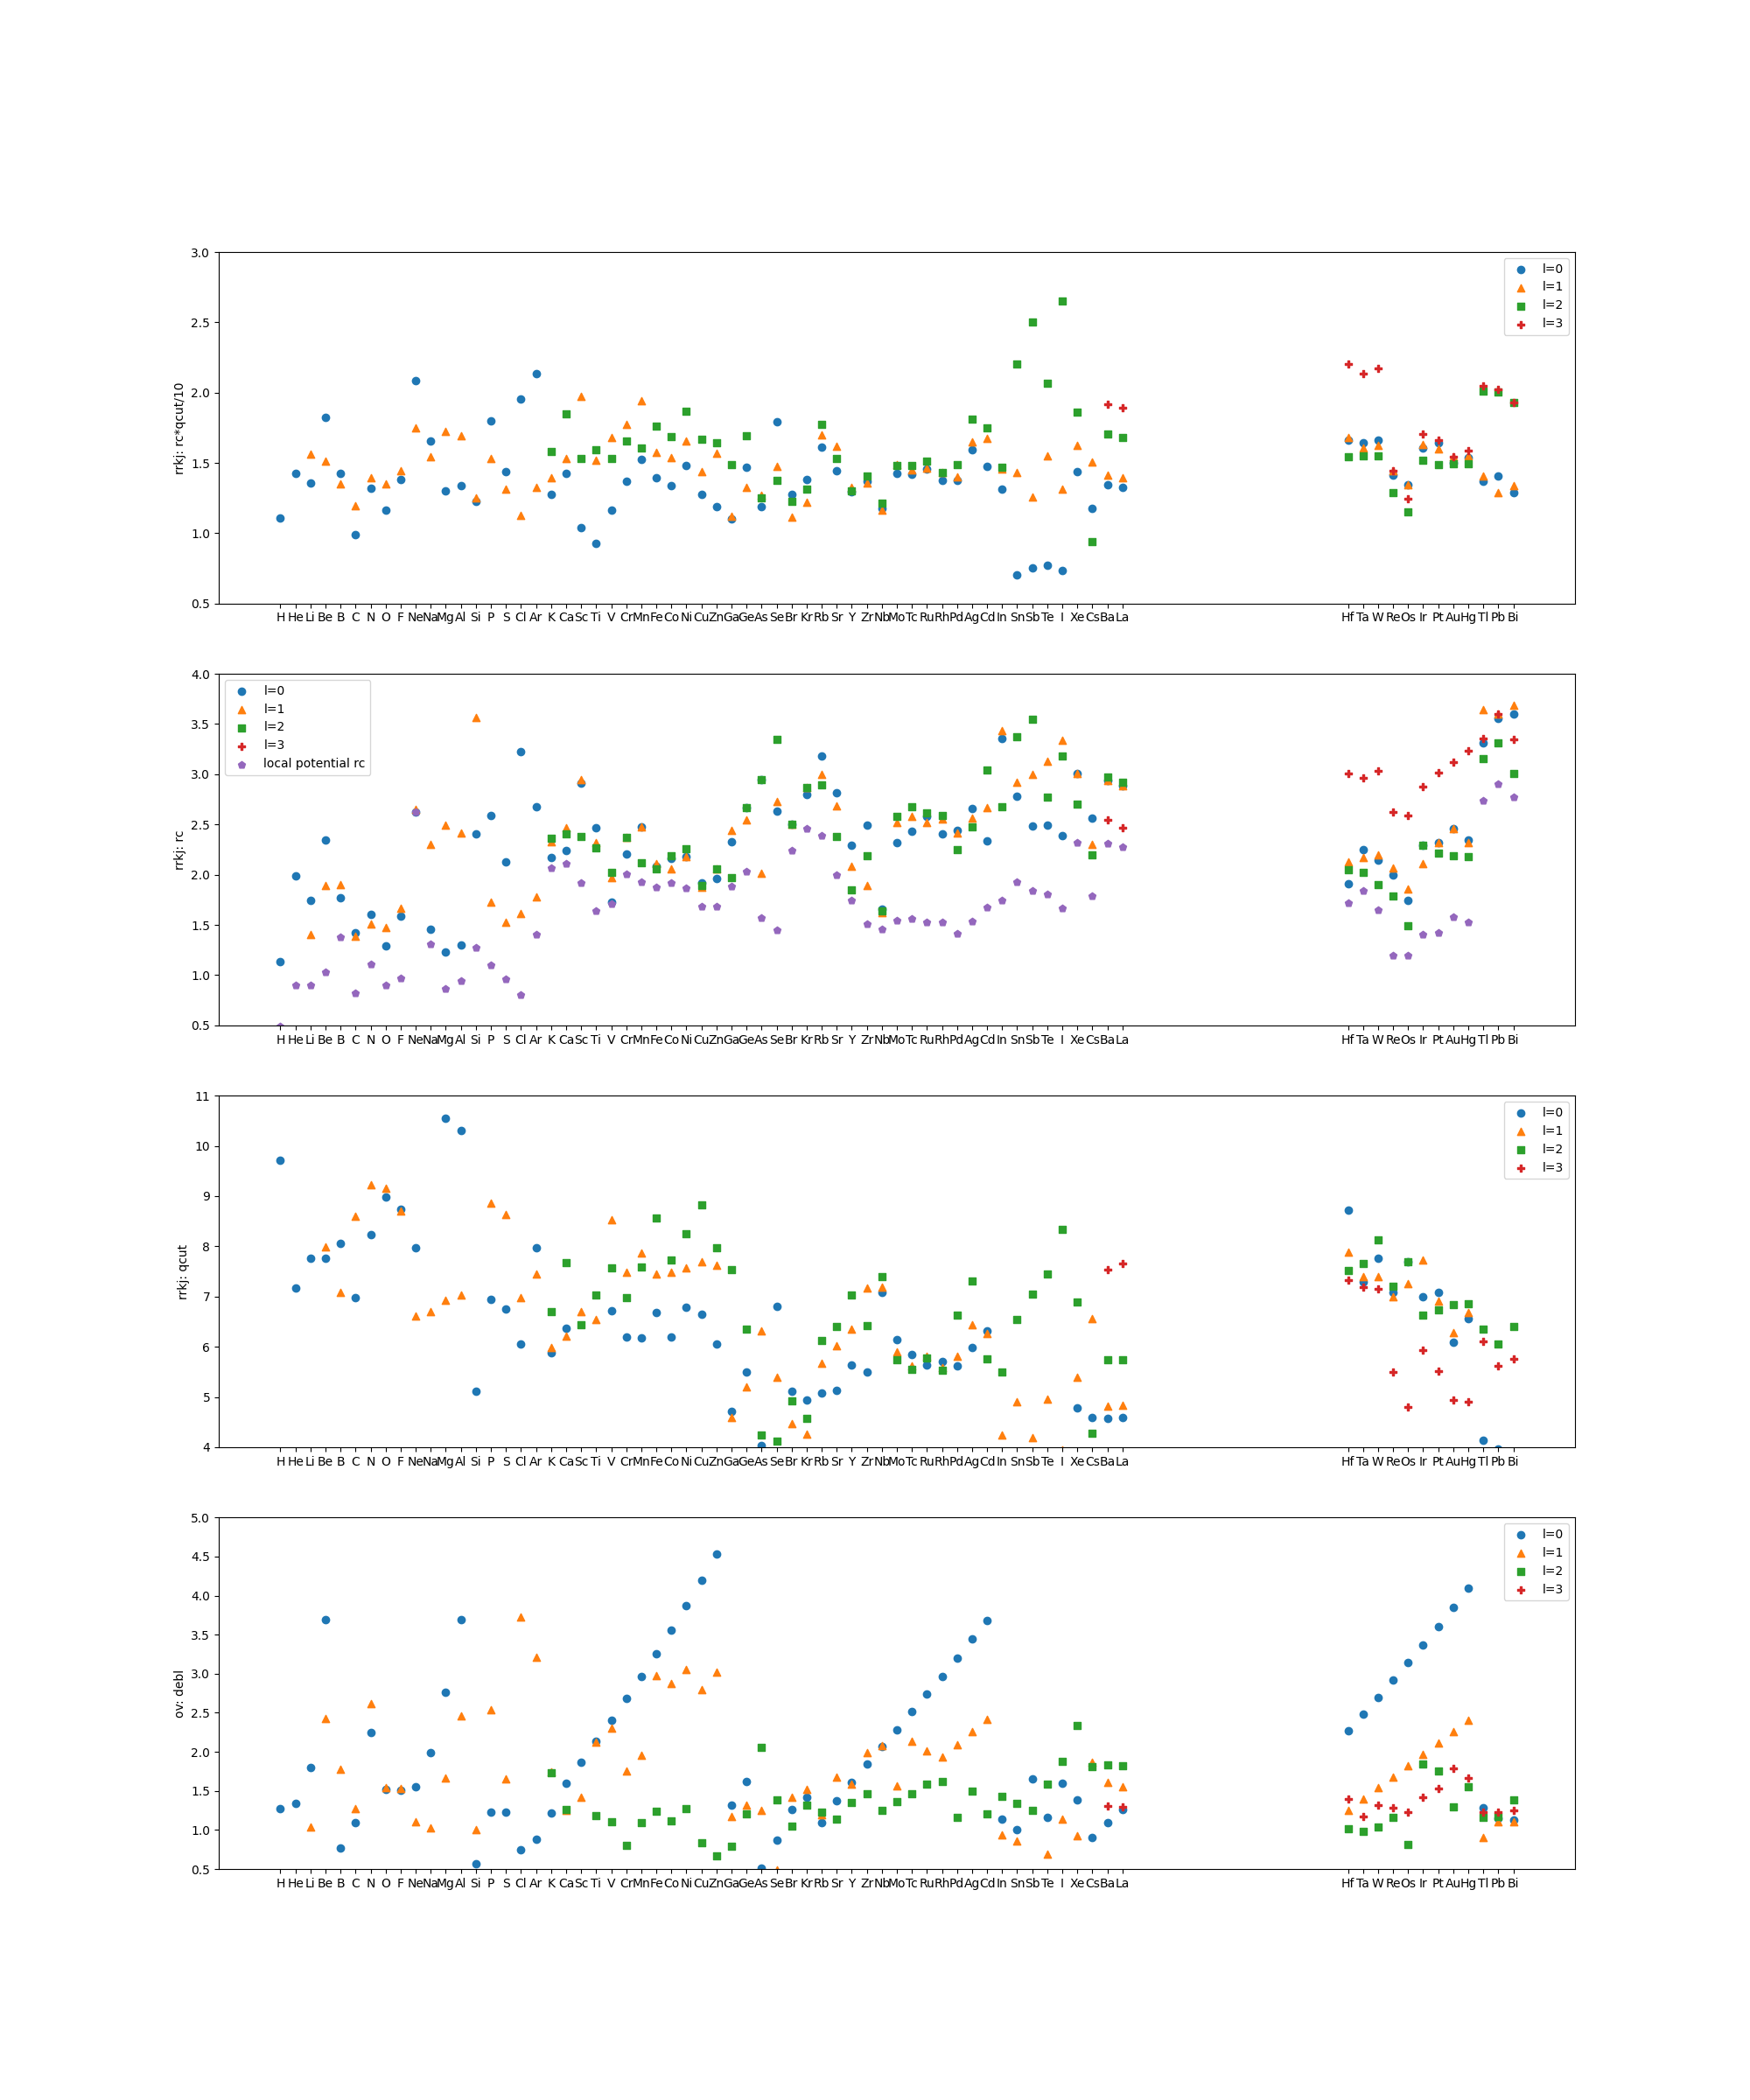 rrkj: rc*qcut/10
3.0
2.5
2.0
1.5
1.0
0.5
l=0
l=1
l=2
l=3
H He Li Be B C N O F Ne Na Mg Al Si P S Cl Ar K Ca Sc Ti V Cr Mn Fe Co Ni Cu Zn Ga Ge As Se Br Kr Rb Sr Y Zr Nb Mo Tc Ru Rh Pd Ag Cd In Sn Sb Te I Xe Cs Ba La Hf Ta W Re Os Ir Pt Au Hg Tl Pb Bi
rrkj: rc
4.0
3.5
3.0
2.5
2.0
1.5
1.0
0.5
l=0
l=1
l=2
l=3
local potential rc
H He Li Be B C N O F Ne Na Mg Al Si P S Cl Ar K Ca Sc Ti V Cr Mn Fe Co Ni Cu Zn Ga Ge As Se Br Kr Rb Sr Y Zr Nb Mo Tc Ru Rh Pd Ag Cd In Sn Sb Te I Xe Cs Ba La Hf Ta W Re Os Ir Pt Au Hg Tl Pb Bi
rrkj: qcut
11
10
9
8
7
6
5
4
l=0
l=1
l=2
l=3
H He Li Be B C N O F Ne Na Mg Al Si P S Cl Ar K Ca Sc Ti V Cr Mn Fe Co Ni Cu Zn Ga Ge As Se Br Kr Rb Sr Y Zr Nb Mo Tc Ru Rh Pd Ag Cd In Sn Sb Te I Xe Cs Ba La Hf Ta W Re Os Ir Pt Au Hg Tl Pb Bi
ov: debl
5.0
4.5
4.0
3.5
3.0
2.5
2.0
1.5
1.0
0.5
l=0
l=1
l=2
l=3
H He Li Be B C N O F Ne Na Mg Al Si P S Cl Ar K Ca Sc Ti V Cr Mn Fe Co Ni Cu Zn Ga Ge As Se Br Kr Rb Sr Y Zr Nb Mo Tc Ru Rh Pd Ag Cd In Sn Sb Te I Xe Cs Ba La Hf Ta W Re Os Ir Pt Au Hg Tl Pb Bi